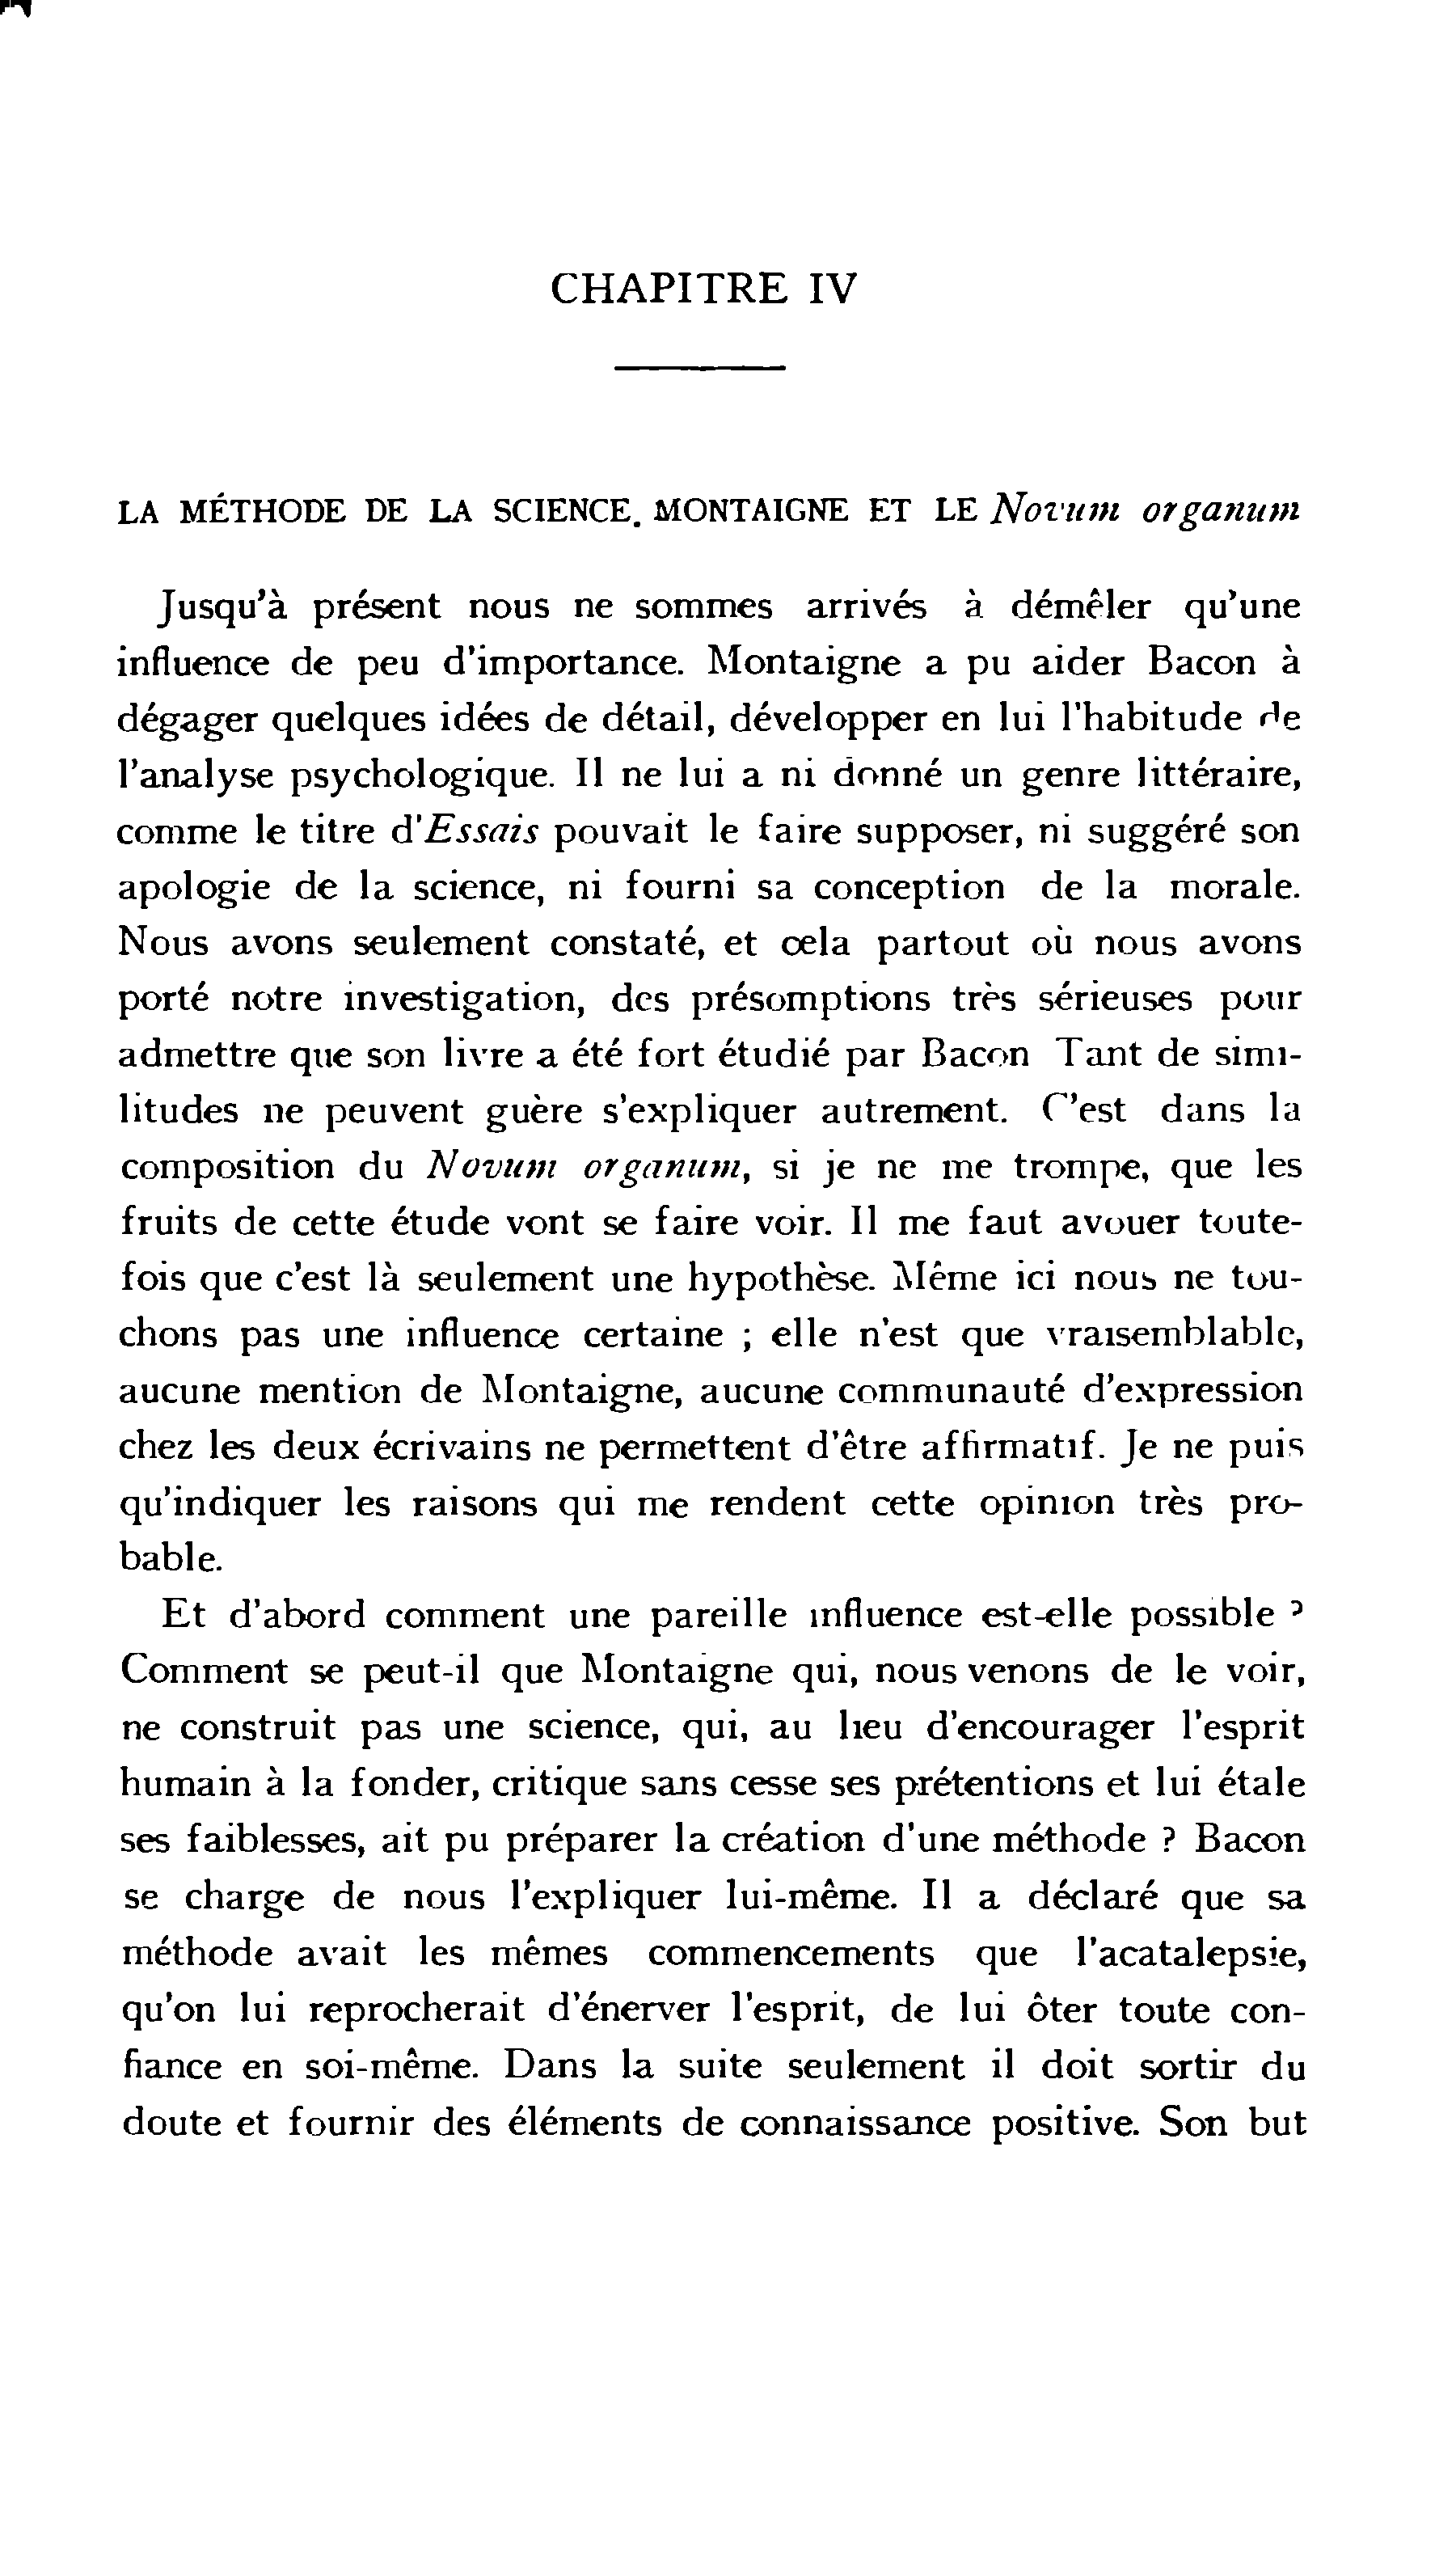 CHAPITRE IV
LA MÉTHODE DE LA SCIENCE. MONTAIGNE ET LE Novum organum
Jusqu'à présent nous ne sommes arrivés à démêler qu'une
influence de peu d'importance. Montaigne a pu aider Bacon à
dégager quelques idées de détail, développer en lui l'habitude de
l'analyse psychologique. Il ne lui a ni donné un genre littéraire,
comme le titre d'Essais pouvait le faire supposer, ni suggéré son
apologie de la science, ni fourni sa conception de la morale.
Nous avons seulement constaté, et cela partout où nous avons
porté notre investigation, des présomptions très sérieuses pour
admettre que son livre a été fort étudié par Bacon Tant de simi-
litudes ne peuvent guère s'expliquer autrement. C'est dans la
composition du Novum organum, si je ne me trompe, que les
fruits de cette étude vont se faire voir. Il me faut avouer toute-
fois que c'est là seulement une hypothèse. Même ici nous ne tou-
chons pas une influence certaine ; elle n'est que vraisemblable,
aucune mention de Montaigne, aucune communauté d'expression
chez les deux écrivains ne permettent d'être affirmatif. Je ne puis
qu'indiquer les raisons qui me rendent cette opinion très pro-
bable.
Et d'abord comment une pareille influence est-elle possible ?
Comment se peut-il que Montaigne qui, nous venons de le voir,
ne construit pas une science, qui, au lieu d'encourager l'esprit
humain à la fonder, critique sans cesse ses prétentions et lui étale
ses faiblesses, ait pu préparer la création d'une méthode ? Bacon
se charge de nous l'expliquer lui-même. Il a déclaré que sa
méthode avait les mêmes commencements que l'acatalepsie,
qu'on lui reprocherait d'énerver l'esprit, de lui ôter toute con-
fiance en soi-même. Dans la suite seulement il doit sortir du
doute et fournir des éléments de connaissance positive. Son but